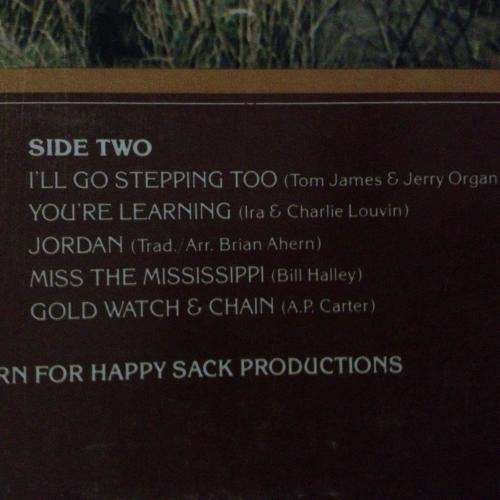 SIDE TWO
I'LL GO STEPPING TOO (Tom James & Jerry Organ
YOU'RE LEARNING (Ira & Charlie Louvin)
JORDAN (Trad./Arr. Brian Ahern)
MISS THE MISSISSIPPI (Bill Halley)
GOLD WATCH & CHAIN (A.P. Carter)
RN FOR HAPPY SACK PRODUCTIONS